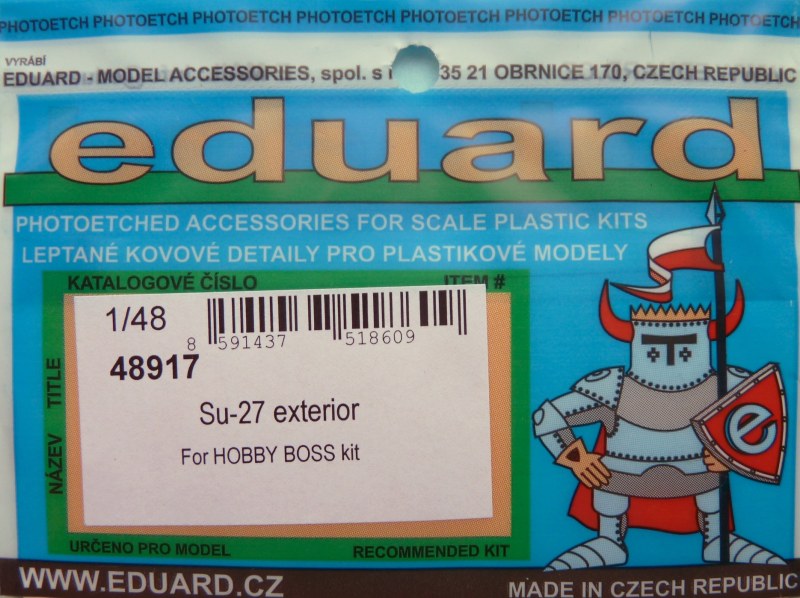 PHOTOETCH PHOTOETCH PHOTOETCH PHOTOETCH PHOTOETCH PHOTOETCH PHOTOETCH PHOTOETCH PHOTOETCH
VYRÁBÍ
EDUARD - MODEL ACCESSORIES, spol. s 35 21 OBRNICE 170, CZECH REPUBLIC
eduard
PHOTOETCHED ACCESSORIES FOR SCALE PLASTIC KITS
LEPTANÉ KOVOVÉ DETAILY PRO PLASTIKOVÉ MODELY
KATALOGOVÉ ČÍSLO ITEM #
1/48
8 591437 518609
48917
Su-27 exterior
For HOBBY BOSS kit
NÁZEV TITLE
e
URČENO PRO MODEL RECOMMENDED KIT
WWW.EDUARD.CZ
MADE IN CZECH REPUBLIC